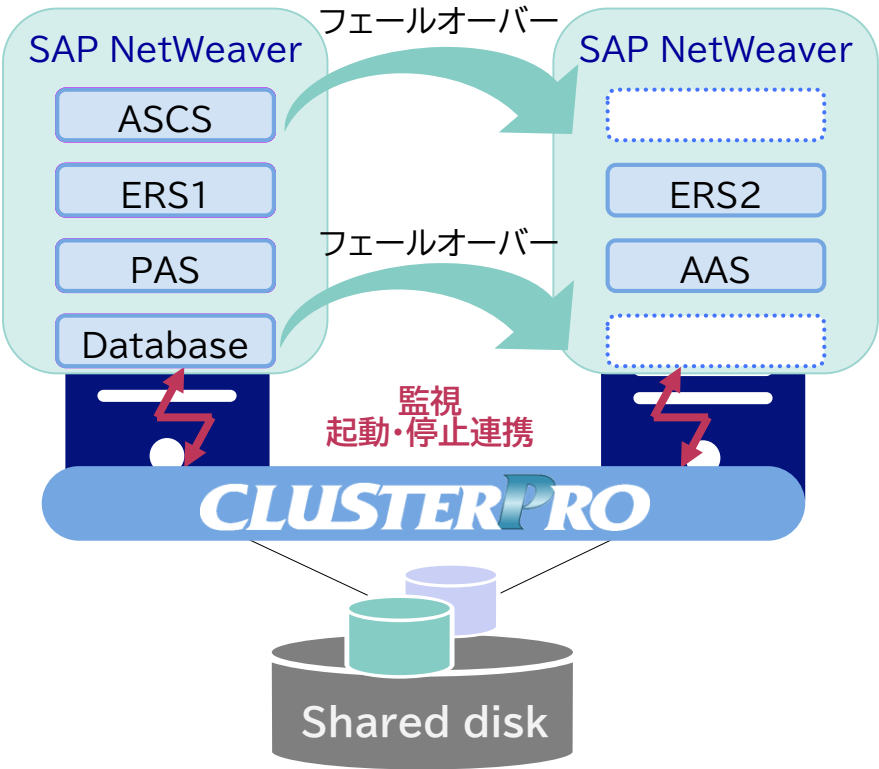 フェールオーバー
SAP NetWeaver
SAP NetWeaver
ASCS
ERS1
ERS2
フェールオーバー
PAS
AAS
Database
監視
起動・停止連携
CLUSTERPRO
Shared disk